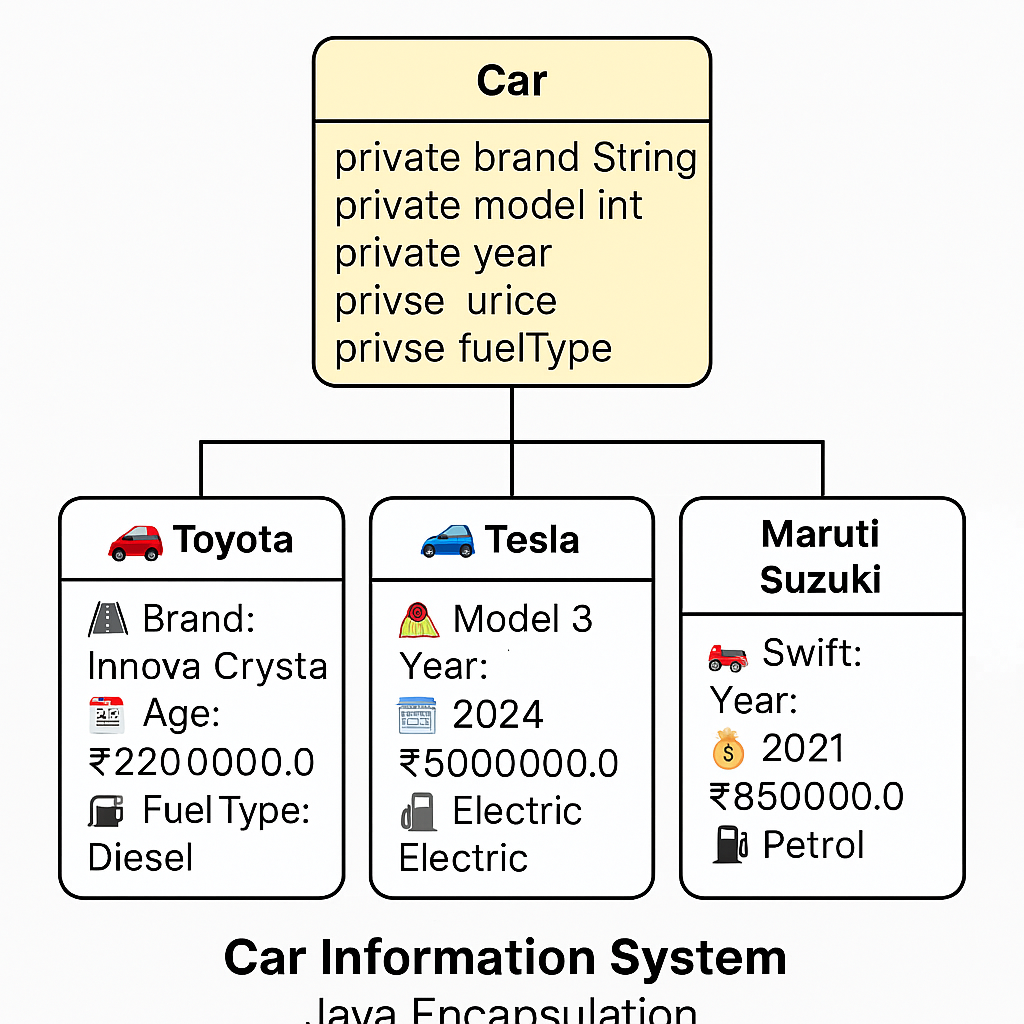 Car
private brand String
private model int
private year
privse urice
privse fuelType
Toyota
Brand:
Innova Crysta
Age:
₹2200000.0
Fuel Type:
Diesel
Tesla
Model 3
Year:
2024
₹5000000.0
Electric
Electric
Maruti
Suzuki
Swift:
Year:
$ 2021
₹850000.0
Petrol
Car Information System
Java Encapsulation